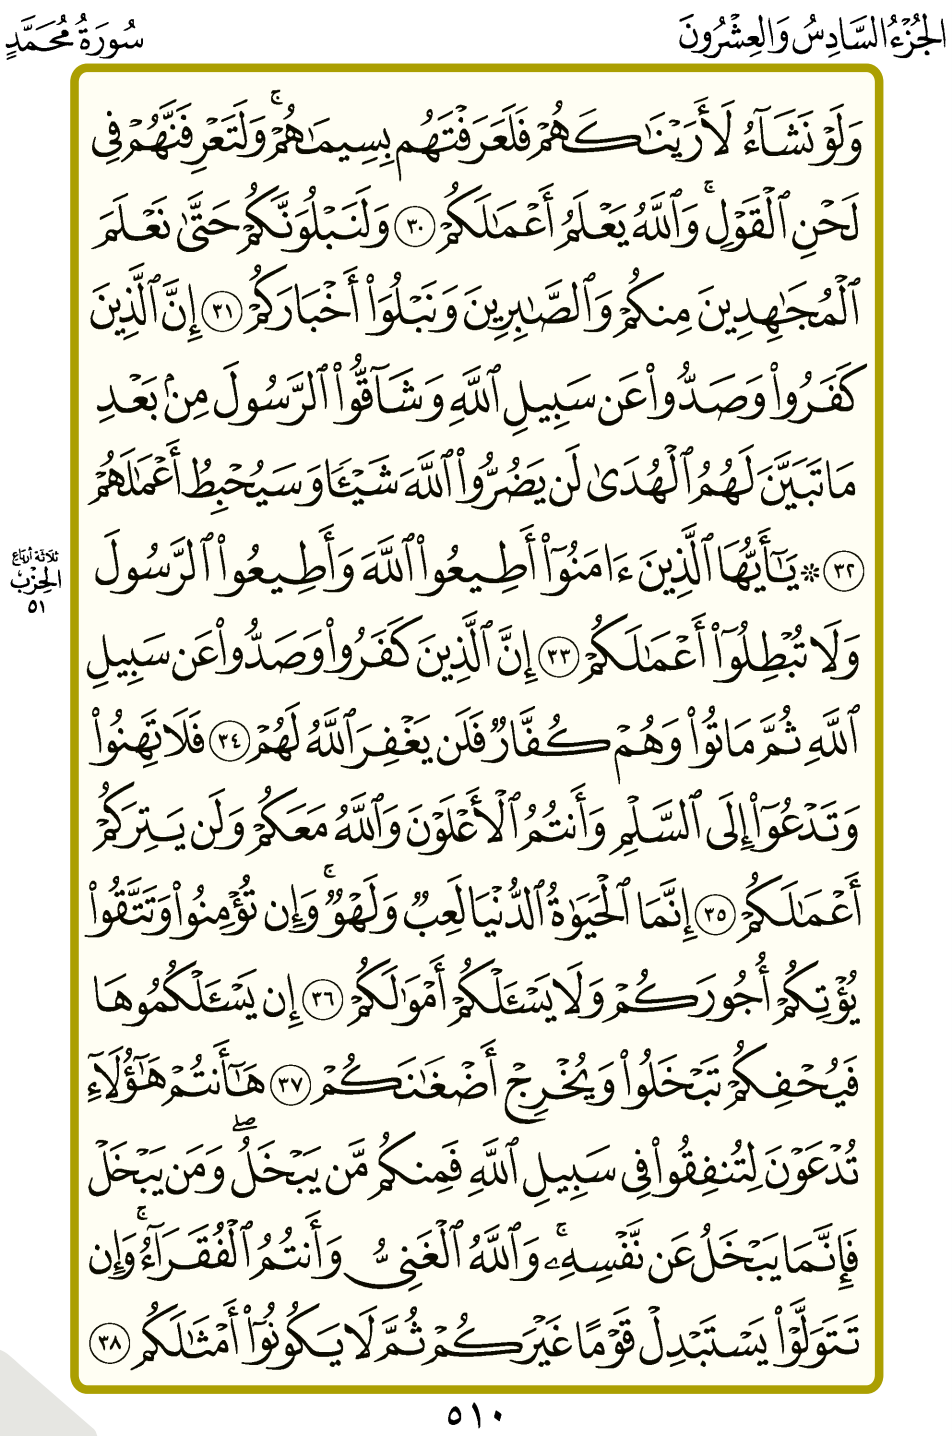 الجُزْءُ السَّادِسُ وَالعِشْرُونَ
سُورَةُ مُحَمَّدٍ
وَلَوْ نَشَآءُ لَأَرَيْنَٰكَهُمْ فَلَعَرَفْتَهُم بِسِيمَٰهُمْ ۚ وَلَتَعْرِفَنَّهُمْ فِى
لَحْنِ ٱلْقَوْلِ ۚ وَٱللَّهُ يَعْلَمُ أَعْمَٰلَكُمْ ٣٠ وَلَنَبْلُوَنَّكُمْ حَتَّىٰ نَعْلَمَ
ٱلْمُجَٰهِدِينَ مِنكُمْ وَٱلصَّٰبِرِينَ وَنَبْلُوَا۟ أَخْبَارَكُمْ ٣١ إِنَّ ٱلَّذِينَ
كَفَرُوا۟ وَصَدُّوا۟ عَن سَبِيلِ ٱللَّهِ وَشَآقُّوا۟ ٱلرَّسُولَ مِنۢ بَعْدِ
مَا تَبَيَّنَ لَهُمُ ٱلْهُدَىٰ لَن يَضُرُّوا۟ ٱللَّهَ شَيْـًٔا وَسَيُحْبِطُ أَعْمَٰلَهُمْ
٣٢ ۞ يَٰٓأَيُّهَا ٱلَّذِينَ ءَامَنُوٓا۟ أَطِيعُوا۟ ٱللَّهَ وَأَطِيعُوا۟ ٱلرَّسُولَ
ثلاثة أرباع
الحِزْب
٥١
وَلَا تُبْطِلُوٓا۟ أَعْمَٰلَكُمْ ٣٣ إِنَّ ٱلَّذِينَ كَفَرُوا۟ وَصَدُّوا۟ عَن سَبِيلِ
ٱللَّهِ ثُمَّ مَاتُوا۟ وَهُمْ كُفَّارٌ فَلَن يَغْفِرَ ٱللَّهُ لَهُمْ ٣٤ فَلَا تَهِنُوا۟
وَتَدْعُوٓا۟ إِلَى ٱلسَّلْمِ وَأَنتُمُ ٱلْأَعْلَوْنَ وَٱللَّهُ مَعَكُمْ وَلَن يَتِرَكُمْ
أَعْمَٰلَكُمْ ٣٥ إِنَّمَا ٱلْحَيَوٰةُ ٱلدُّنْيَا لَعِبٌ وَلَهْوٌ ۚ وَإِن تُؤْمِنُوا۟ وَتَتَّقُوا۟
يُؤْتِكُمْ أُجُورَكُمْ وَلَا يَسْـَٔلْكُمْ أَمْوَٰلَكُمْ ٣٦ إِن يَسْـَٔلْكُمُوهَا
فَيُحْفِكُمْ تَبْخَلُوا۟ وَيُخْرِجْ أَضْغَٰنَكُمْ ٣٧ هَٰٓأَنتُمْ هَٰٓؤُلَآءِ
تُدْعَوْنَ لِتُنفِقُوا۟ فِى سَبِيلِ ٱللَّهِ فَمِنكُم مَّن يَبْخَلُ ۖ وَمَن يَبْخَلْ
فَإِنَّمَا يَبْخَلُ عَن نَّفْسِهِۦ ۚ وَٱللَّهُ ٱلْغَنِىُّ وَأَنتُمُ ٱلْفُقَرَآءُ ۚ وَإِن
تَتَوَلَّوْا۟ يَسْتَبْدِلْ قَوْمًا غَيْرَكُمْ ثُمَّ لَا يَكُونُوٓا۟ أَمْثَٰلَكُم ٣٨
٥١٠